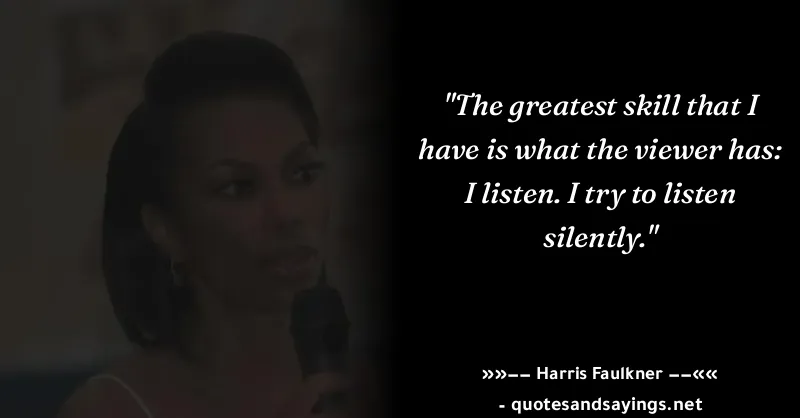 "The greatest skill that I
have is what the viewer has:
I listen. I try to listen
silently."
»»−− Harris Faulkner −−««
- quotesandsayings.net